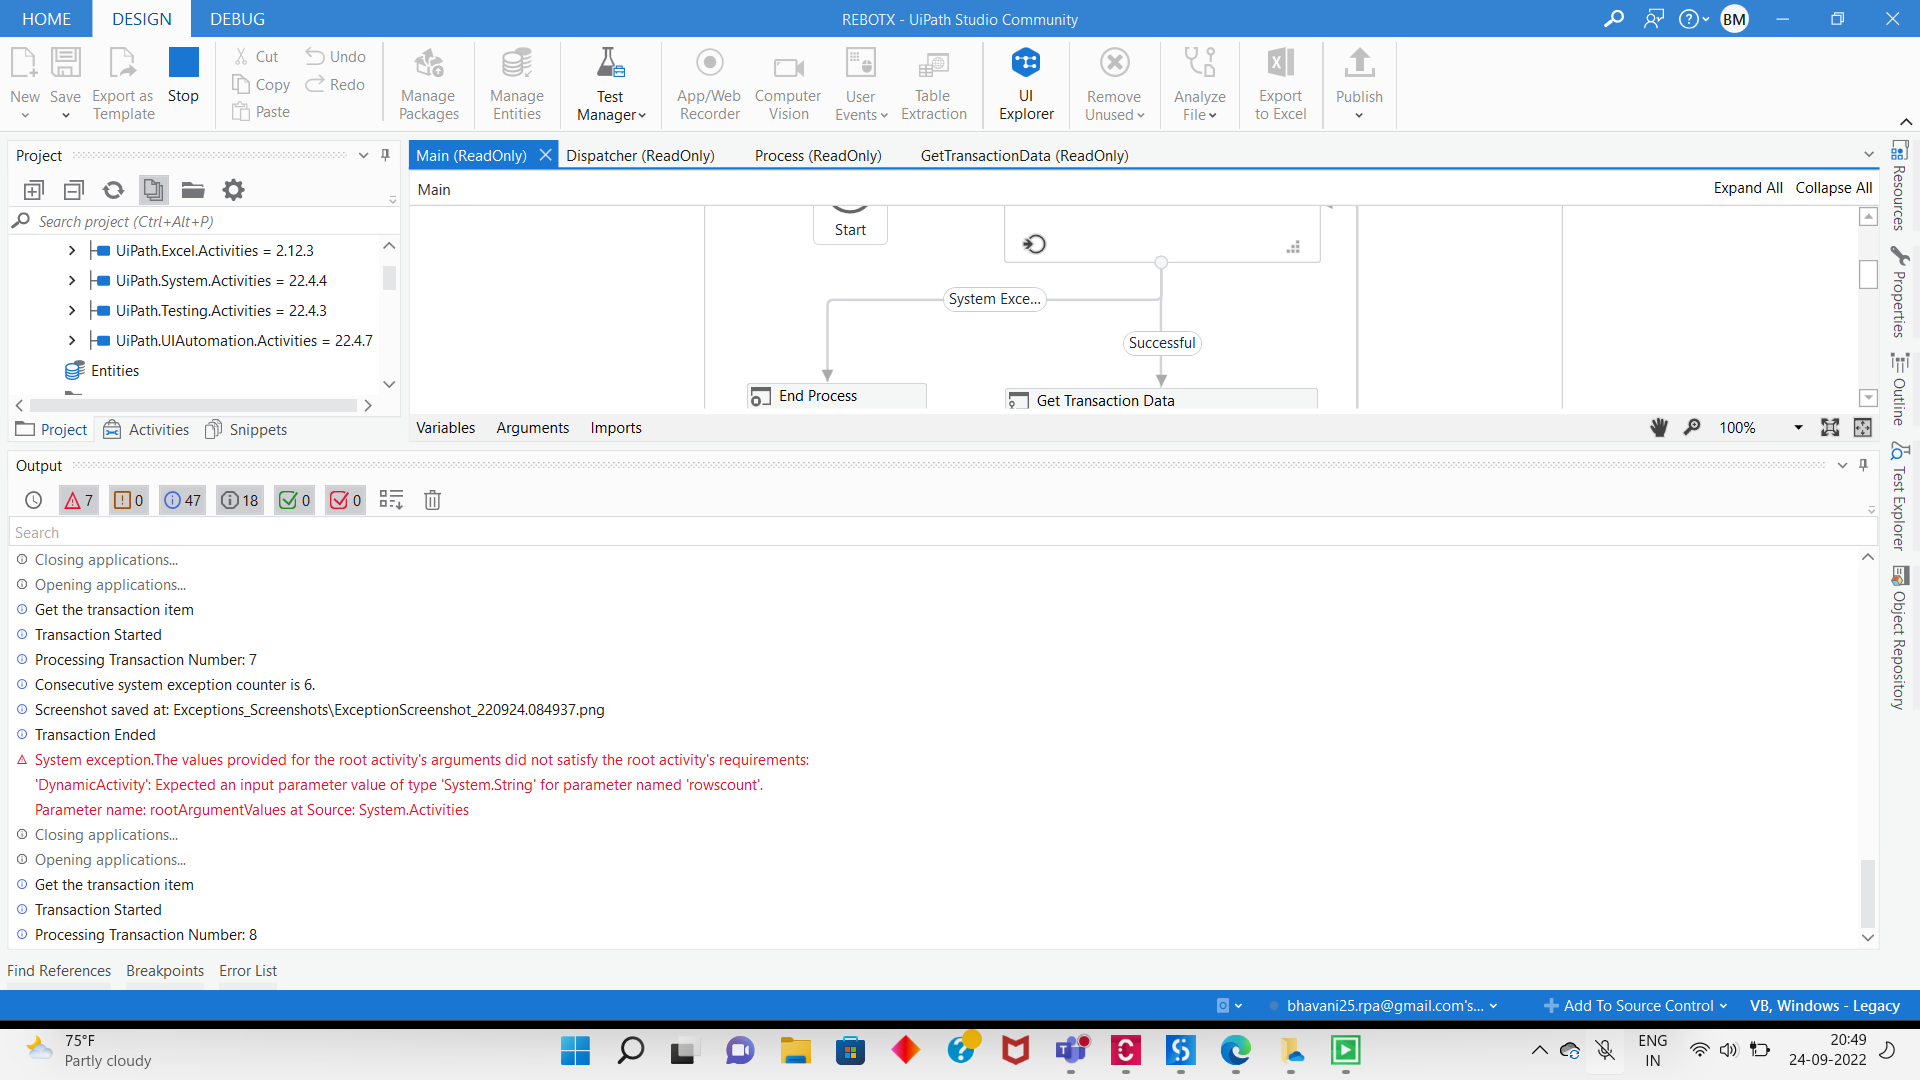 HOME DESIGN DEBUG REBOTX - UiPath Studio Community BM
New Save Export as Template Stop Cut Copy Paste Undo Redo Manage Packages Manage Entities Test Manager App/Web Recorder Computer Vision User Events Table Extraction UI Explorer Remove Unused Analyze File Export to Excel Publish
Project
Search project (Ctrl+Alt+P)
UiPath.Excel.Activities = 2.12.3
UiPath.System.Activities = 22.4.4
UiPath.Testing.Activities = 22.4.3
UiPath.UIAutomation.Activities = 22.4.7
Entities
Project Activities Snippets
Main (ReadOnly) Dispatcher (ReadOnly) Process (ReadOnly) GetTransactionData (ReadOnly)
Main Expand All Collapse All
Start
System Exce...
Successful
End Process
Get Transaction Data
Variables Arguments Imports 100%
Resources
Properties
Outline
Test Explorer
Object Repository
Output
7 0 47 18 0 0
Search
Closing applications...
Opening applications...
Get the transaction item
Transaction Started
Processing Transaction Number: 7
Consecutive system exception counter is 6.
Screenshot saved at: Exceptions_Screenshots\ExceptionScreenshot_220924.084937.png
Transaction Ended
System exception.The values provided for the root activity's arguments did not satisfy the root activity's requirements:
'DynamicActivity': Expected an input parameter value of type 'System.String' for parameter named 'rowscount'.
Parameter name: rootArgumentValues at Source: System.Activities
Closing applications...
Opening applications...
Get the transaction item
Transaction Started
Processing Transaction Number: 8
Find References Breakpoints Error List
bhavani25.rpa@gmail.com's... Add To Source Control VB, Windows - Legacy
75°F
Partly cloudy
ENG
IN
20:49
24-09-2022